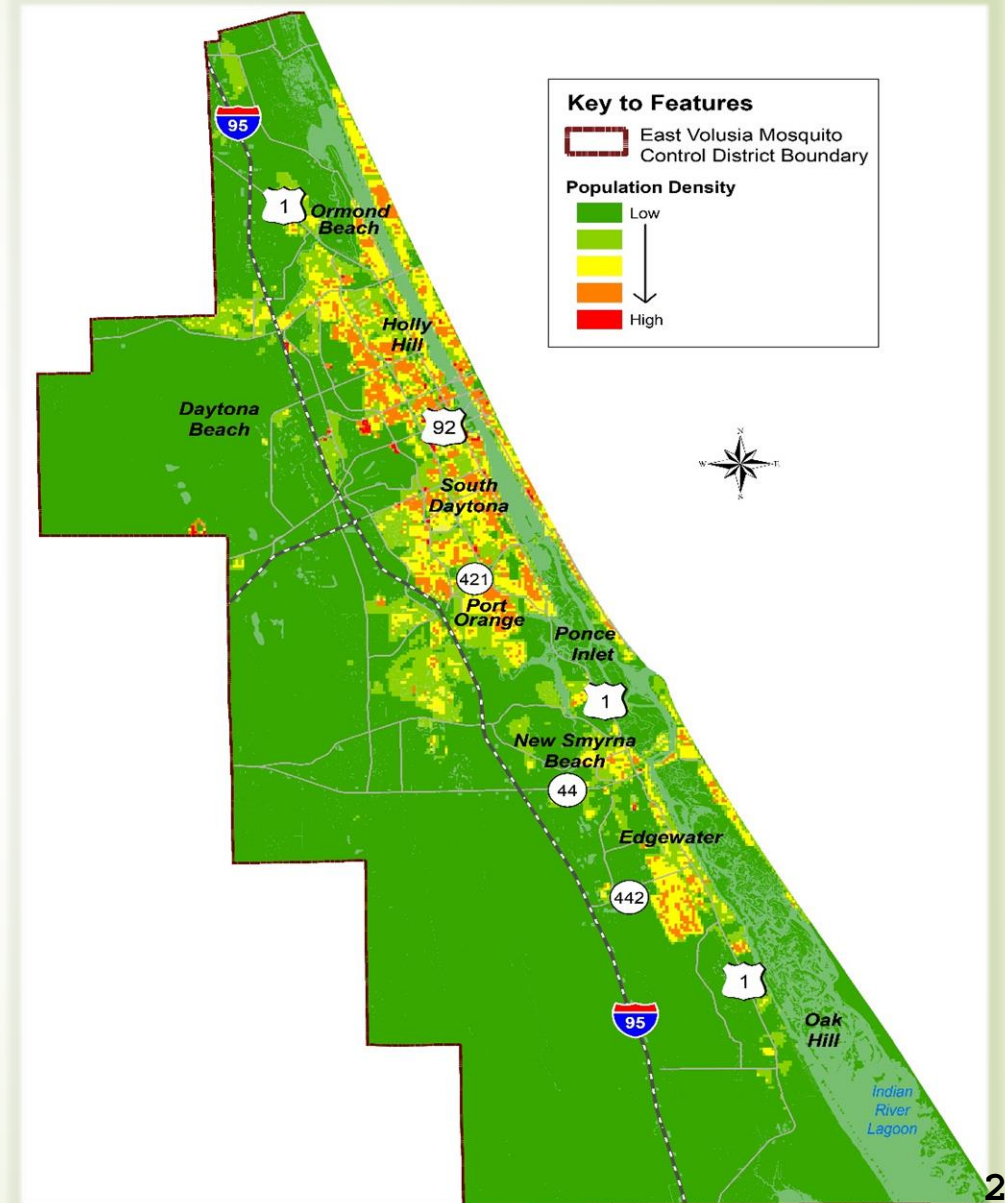 Key to Features
East Volusia Mosquito
Control District Boundary
Population Density
Low
High
95
1
Ormond
Beach
Holly
Hill
Daytona
Beach
92
N
W
E
S
South
Daytona
421
Port
Orange
Ponce
Inlet
1
New Smyrna
Beach
44
Edgewater
442
1
95
Oak
Hill
Indian
River
Lagoon
2